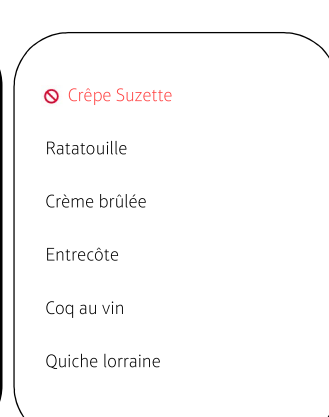 Crêpe Suzette
Ratatouille
Crème brûlée
Entrecôte
Coq au vin
Quiche lorraine